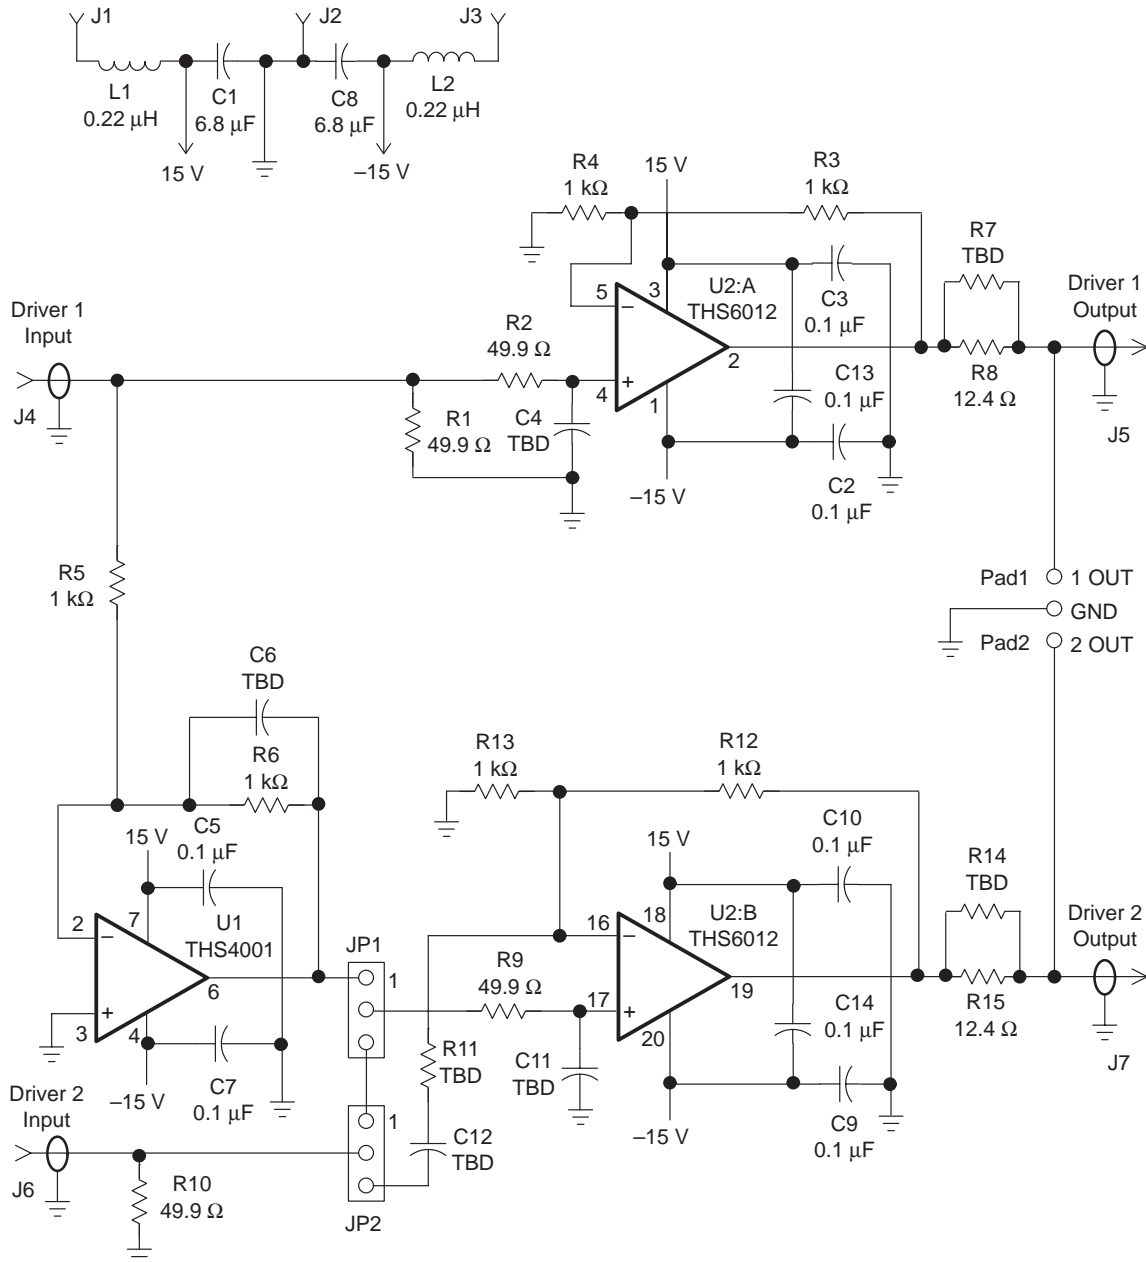 J1
J2
J3
L1
0.22 μH
C1
6.8 μF
C8
6.8 μF
L2
0.22 μH
15 V
–15 V
R4
1 kΩ
15 V
R3
1 kΩ
R7
TBD
Driver 1
Input
J4
R2
49.9 Ω
R1
49.9 Ω
C4
TBD
5
–
3
4
+
1
2
U2:A
THS6012
C3
0.1 μF
C13
0.1 μF
C2
0.1 μF
–15 V
R8
12.4 Ω
Driver 1
Output
J5
R5
1 kΩ
Pad1
1 OUT
GND
Pad2
2 OUT
C6
TBD
R6
1 kΩ
C5
0.1 μF
15 V
2
–
7
U1
THS4001
6
3
+
4
–15 V
C7
0.1 μF
JP1
1
R13
1 kΩ
R12
1 kΩ
15 V
C10
0.1 μF
R14
TBD
16
–
18
U2:B
THS6012
R9
49.9 Ω
17
+
20
19
C14
0.1 μF
R15
12.4 Ω
Driver 2
Output
J7
R11
TBD
C11
TBD
–15 V
C9
0.1 μF
Driver 2
Input
J6
R10
49.9 Ω
1
JP2
C12
TBD